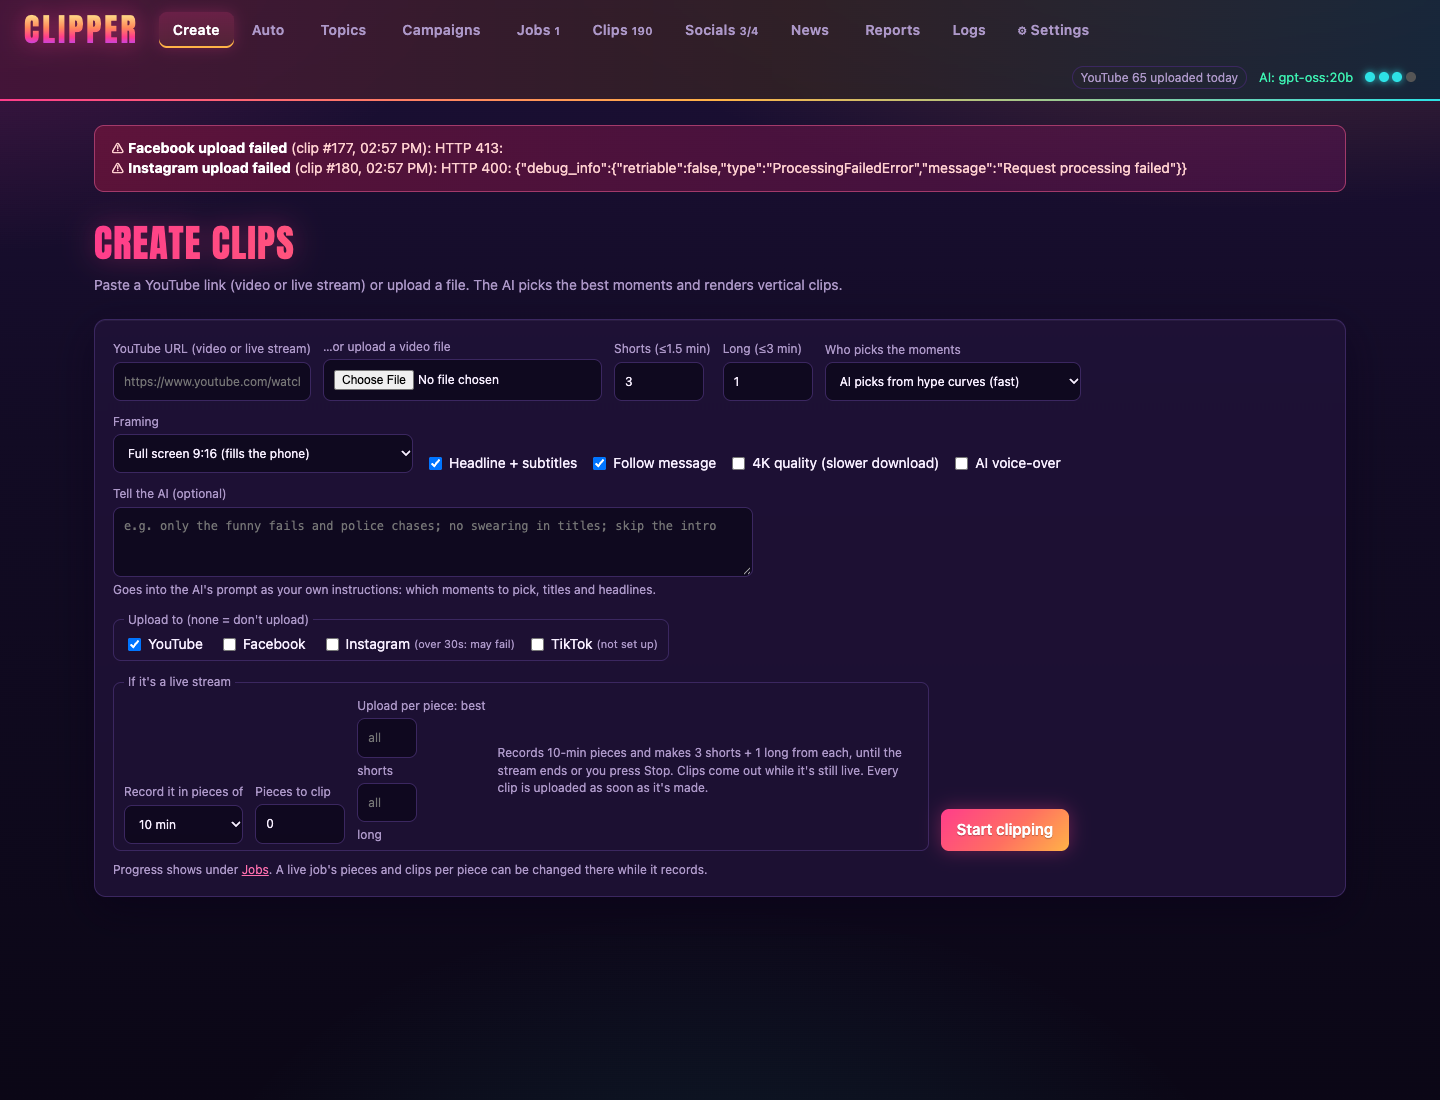 CLIPPER
Create
Auto
Topics
Campaigns
Jobs 1
Clips 190
Socials 3/4
News
Reports
Logs
⚙ Settings
YouTube 65 uploaded today
AI: gpt-oss:20b
⚠ Facebook upload failed (clip #177, 02:57 PM): HTTP 413:
⚠ Instagram upload failed (clip #180, 02:57 PM): HTTP 400: {"debug_info":{"retriable":false,"type":"ProcessingFailedError","message":"Request processing failed"}}
CREATE CLIPS
Paste a YouTube link (video or live stream) or upload a file. The AI picks the best moments and renders vertical clips.
YouTube URL (video or live stream)
https://www.youtube.com/watcl
...or upload a video file
Choose File No file chosen
Shorts (≤1.5 min)
3
Long (≤3 min)
1
Who picks the moments
AI picks from hype curves (fast)
Framing
Full screen 9:16 (fills the phone)
Headline + subtitles
Follow message
4K quality (slower download)
AI voice-over
Tell the AI (optional)
e.g. only the funny fails and police chases; no swearing in titles; skip the intro
Goes into the AI's prompt as your own instructions: which moments to pick, titles and headlines.
Upload to (none = don't upload)
YouTube
Facebook
Instagram (over 30s: may fail)
TikTok (not set up)
If it's a live stream
Record it in pieces of
10 min
Pieces to clip
0
Upload per piece: best
all
shorts
all
long
Records 10-min pieces and makes 3 shorts + 1 long from each, until the
stream ends or you press Stop. Clips come out while it's still live. Every
clip is uploaded as soon as it's made.
Start clipping
Progress shows under Jobs. A live job's pieces and clips per piece can be changed there while it records.